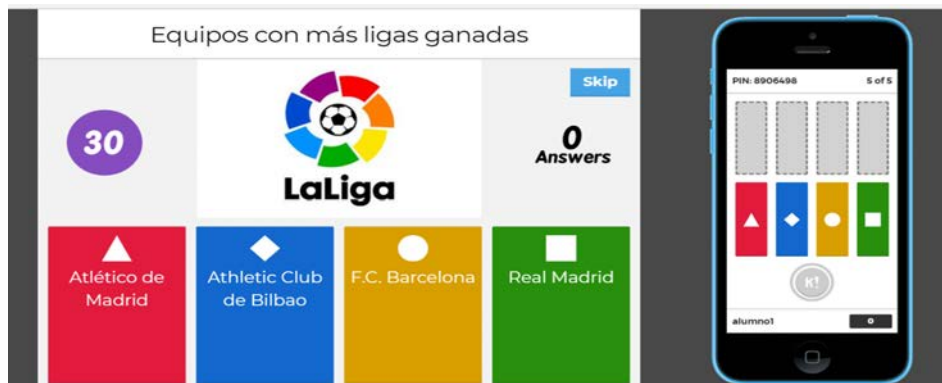 Equipos con más ligas ganadas
Skip
30
0
Answers
LaLiga
Atlético de
Madrid
Athletic Club
de Bilbao
F.C. Barcelona
Real Madrid
PIN: 8906498 5 of 5
K!
alumno1 0